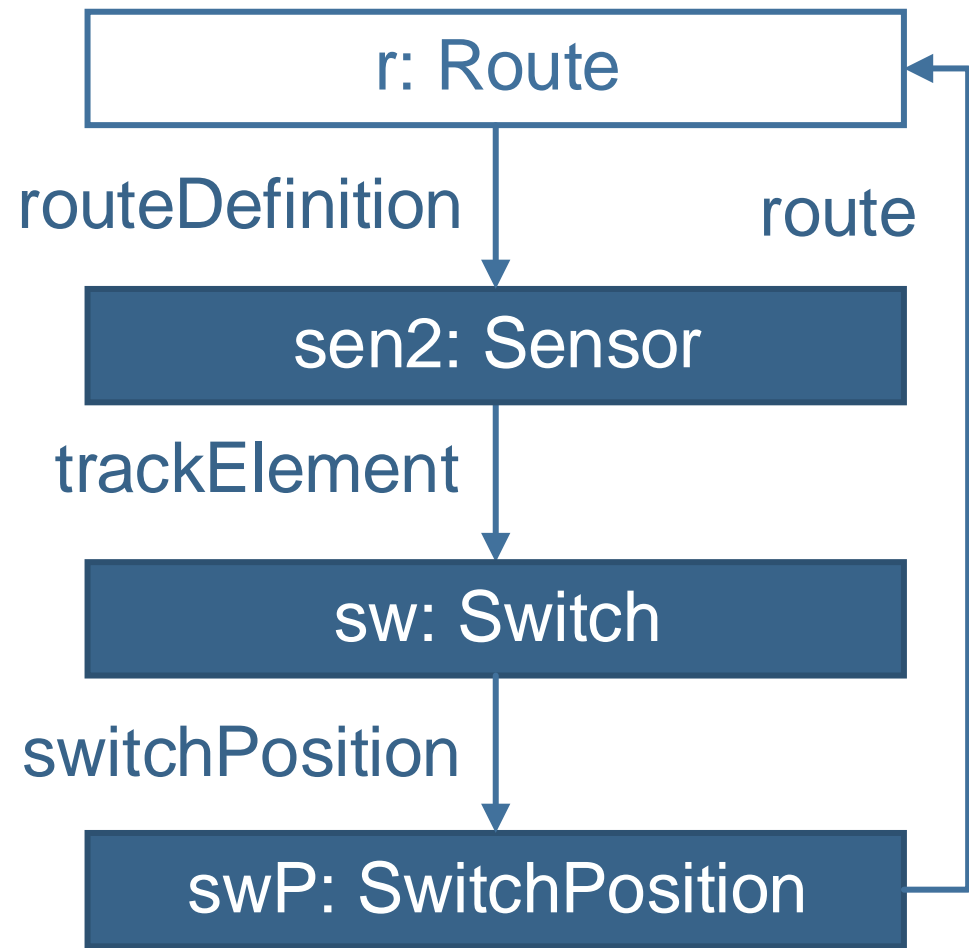 r: Route
routeDefinition
route
sen2: Sensor
trackElement
sw: Switch
switchPosition
swP: SwitchPosition